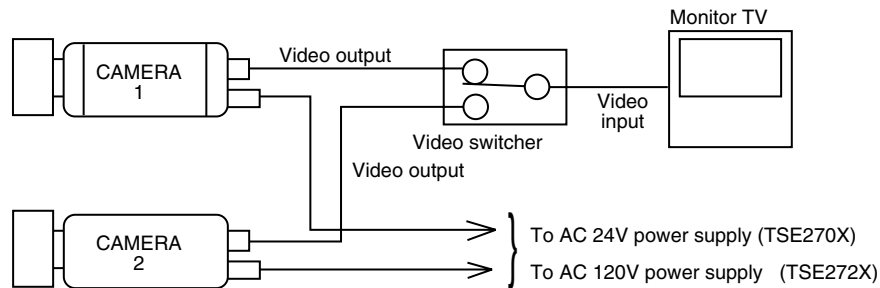 Monitor TV
Video output
CAMERA
1
Video
input
Video switcher
Video output
CAMERA
2
To AC 24V power supply (TSE270X)
To AC 120V power supply (TSE272X)